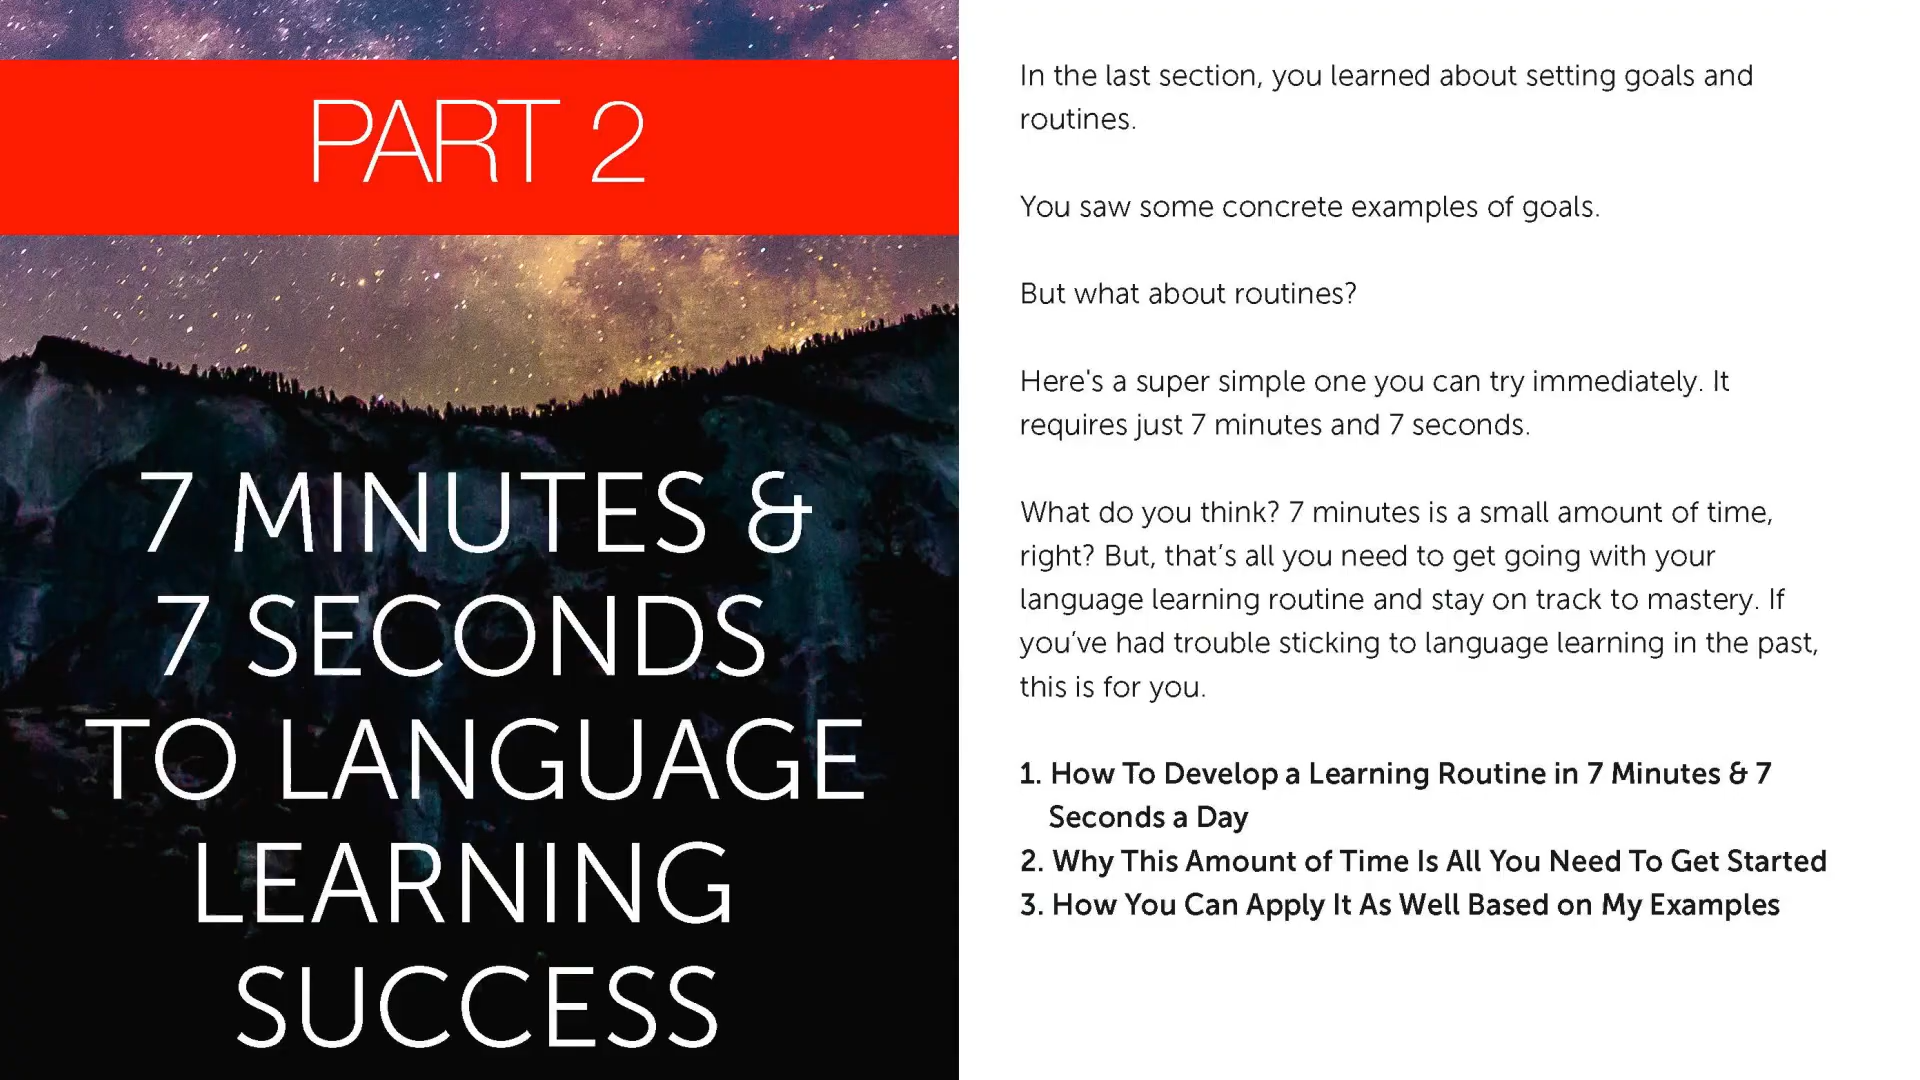 PART 2
7 MINUTES &
7 SECONDS
TO LANGUAGE
LEARNING
SUCCESS
In the last section, you learned about setting goals and
routines.
You saw some concrete examples of goals.
But what about routines?
Here's a super simple one you can try immediately. It
requires just 7 minutes and 7 seconds.
What do you think? 7 minutes is a small amount of time,
right? But, that’s all you need to get going with your
language learning routine and stay on track to mastery. If
you’ve had trouble sticking to language learning in the past,
this is for you.
1. How To Develop a Learning Routine in 7 Minutes & 7
Seconds a Day
2. Why This Amount of Time Is All You Need To Get Started
3. How You Can Apply It As Well Based on My Examples